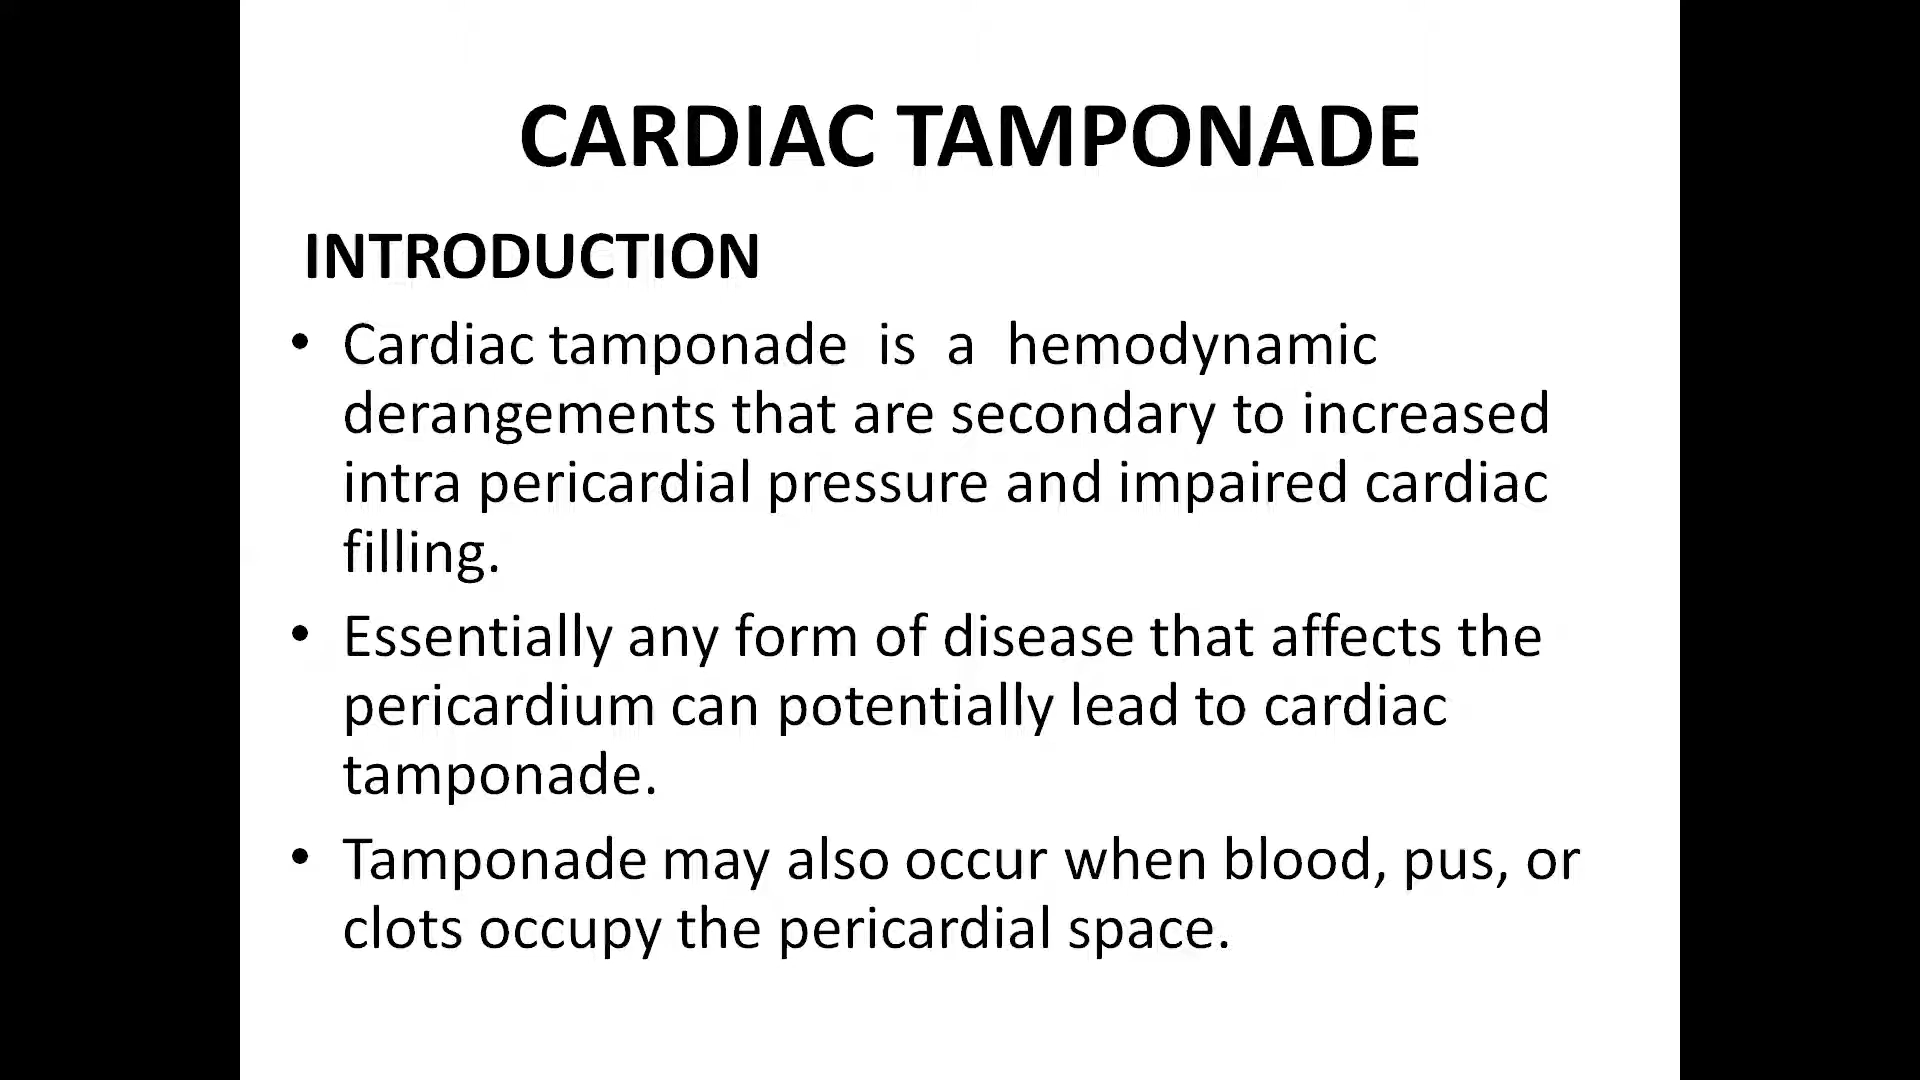 CARDIAC TAMPONADE
INTRODUCTION
• Cardiac tamponade is a hemodynamic
derangements that are secondary to increased
intra pericardial pressure and impaired cardiac
filling.
• Essentially any form of disease that affects the
pericardium can potentially lead to cardiac
tamponade.
• Tamponade may also occur when blood, pus, or
clots occupy the pericardial space.